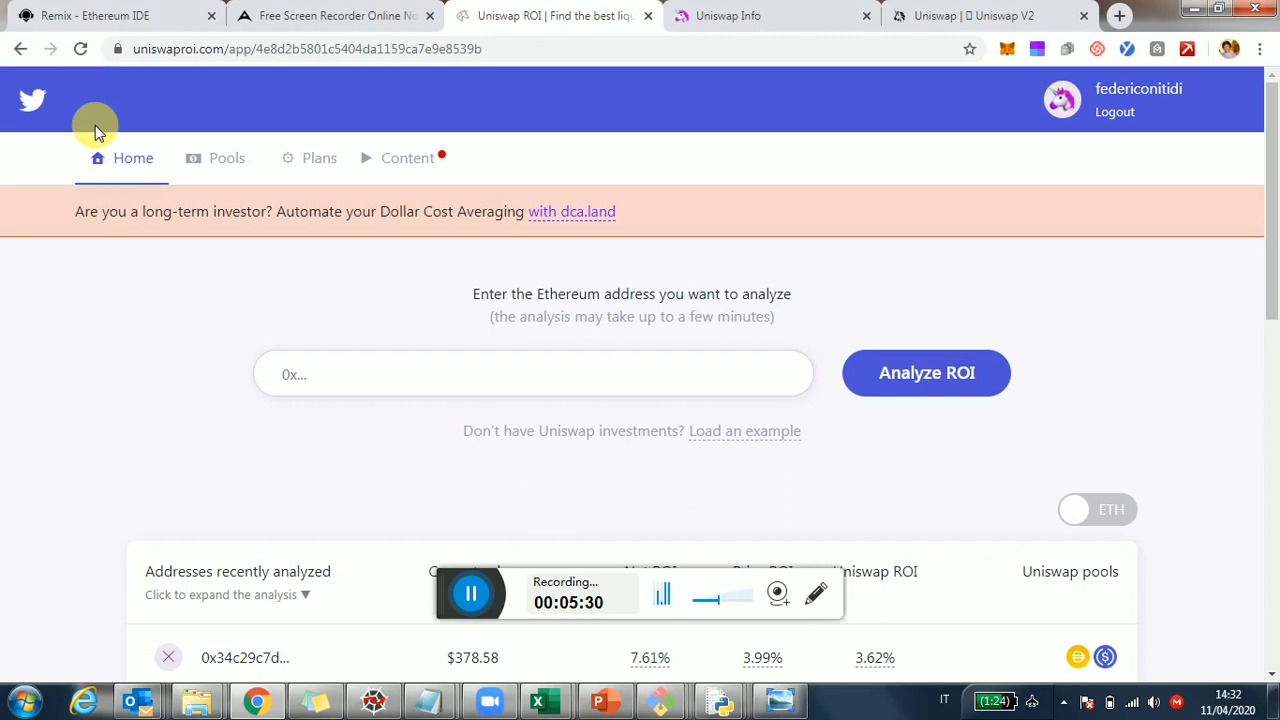 Remix - Ethereum IDE
Free Screen Recorder Online No
Uniswap ROI | Find the best liqu
Uniswap Info
Uniswap | Uniswap V2
uniswaproi.com/app/4e8d2b5801c5404da1159ca7e9e8539b
federiconitidi
Logout
Home
Pools
Plans
Content
Are you a long-term investor? Automate your Dollar Cost Averaging with dca.land
Enter the Ethereum address you want to analyze
(the analysis may take up to a few minutes)
0x...
Analyze ROI
Don't have Uniswap investments? Load an example
ETH
Addresses recently analyzed
Uniswap pools
Click to expand the analysis ▼
Recording...
00:05:30
0x34c29c7d...
$378.58
7.61%
3.99%
3.62%
IT
(1:24)
14:32
11/04/2020